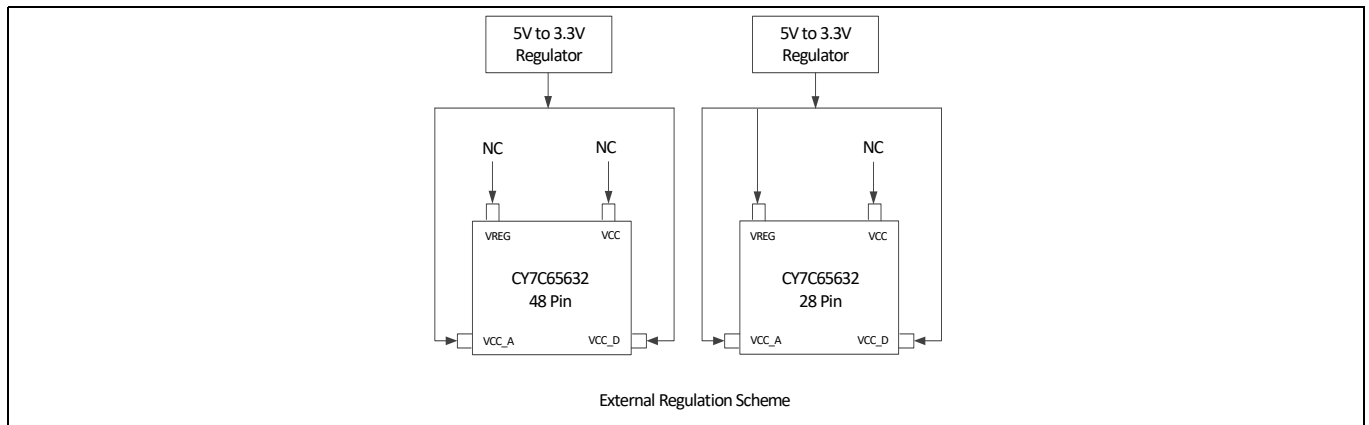 5V to 3.3V
Regulator
5V to 3.3V
Regulator
NC
NC
NC
VREG
VCC
VREG
VCC
CY7C65632
48 Pin
CY7C65632
28 Pin
VCC_A
VCC_D
VCC_A
VCC_D
External Regulation Scheme